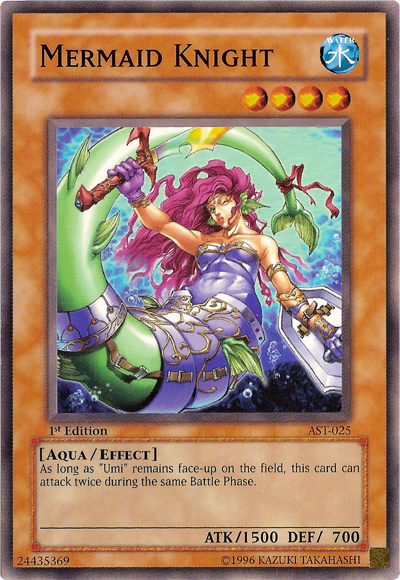 MERMAID KNIGHT
WATER
水
1st Edition
AST-025
[AQUA / EFFECT]
As long as "Umi" remains face-up on the field, this card can
attack twice during the same Battle Phase.
ATK/1500 DEF/ 700
24435369
©1996 KAZUKI TAKAHASHI